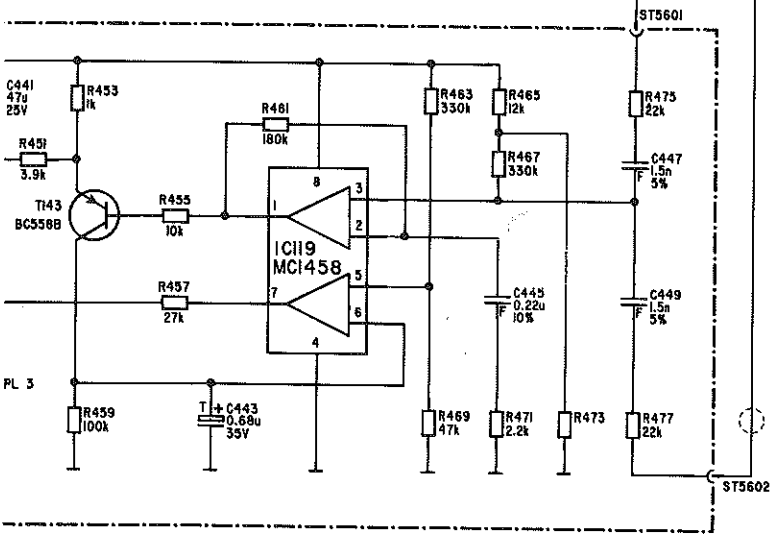 ST5601
C441
47u
25V
R453
1k
R463
330k
R465
12k
R475
22k
R461
180k
R451
3.9k
R467
330k
C447
1.5n
5%
F
8
T143
BC556B
R455
10k
1
3
2
IC119
MC1458
R457
27k
7
5
6
4
C445
0.22u
10%
F
C449
1.5n
5%
F
PL 3
R459
100k
T +
C443
0.68u
35V
R469
47k
R471
2.2k
R473
R477
22k
ST5602